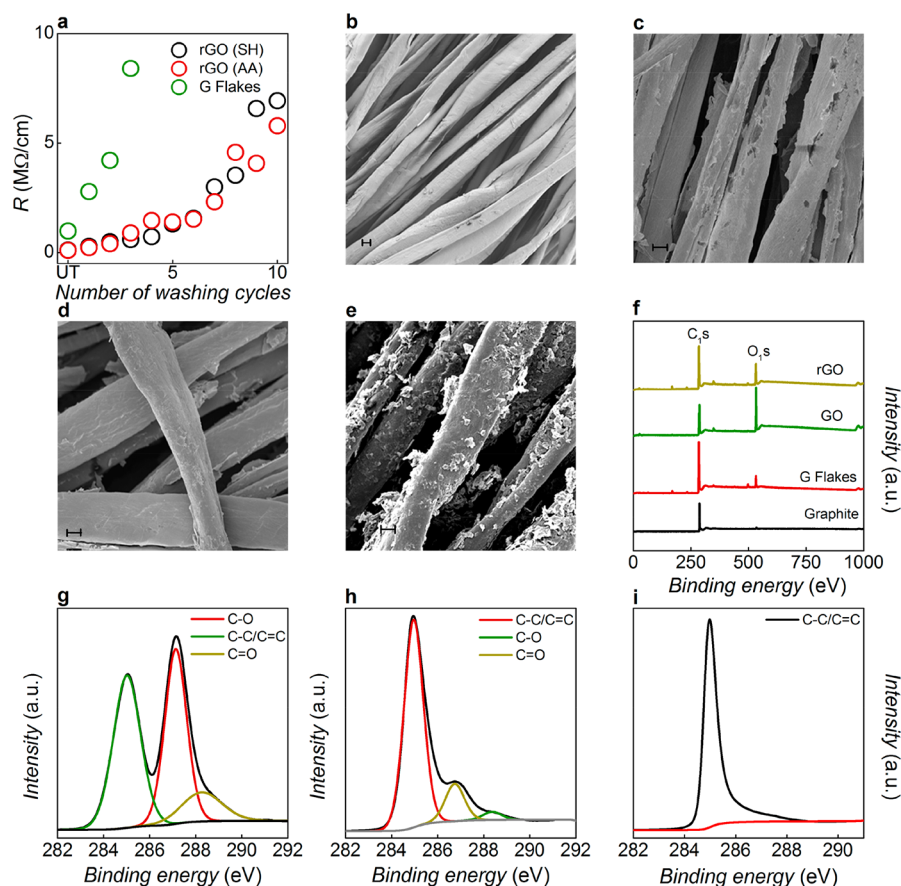 a
10
5
0
R (MΩ/cm)
rGO (SH)
rGO (AA)
G Flakes
UT
5
10
Number of washing cycles
b
c
d
e
f
C₁s
O₁s
rGO
GO
G Flakes
Graphite
0
250
500
750
1000
Binding energy (eV)
Intensity (a.u.)
g
C-O
C-C/C=C
C=O
Intensity (a.u.)
282 284 286 288 290 292
Binding energy (eV)
h
C-C/C=C
C-O
C=O
Intensity (a.u.)
282 284 286 288 290 292
Binding energy (eV)
i
C-C/C=C
Intensity (a.u.)
282 284 286 288 290
Binding energy (eV)